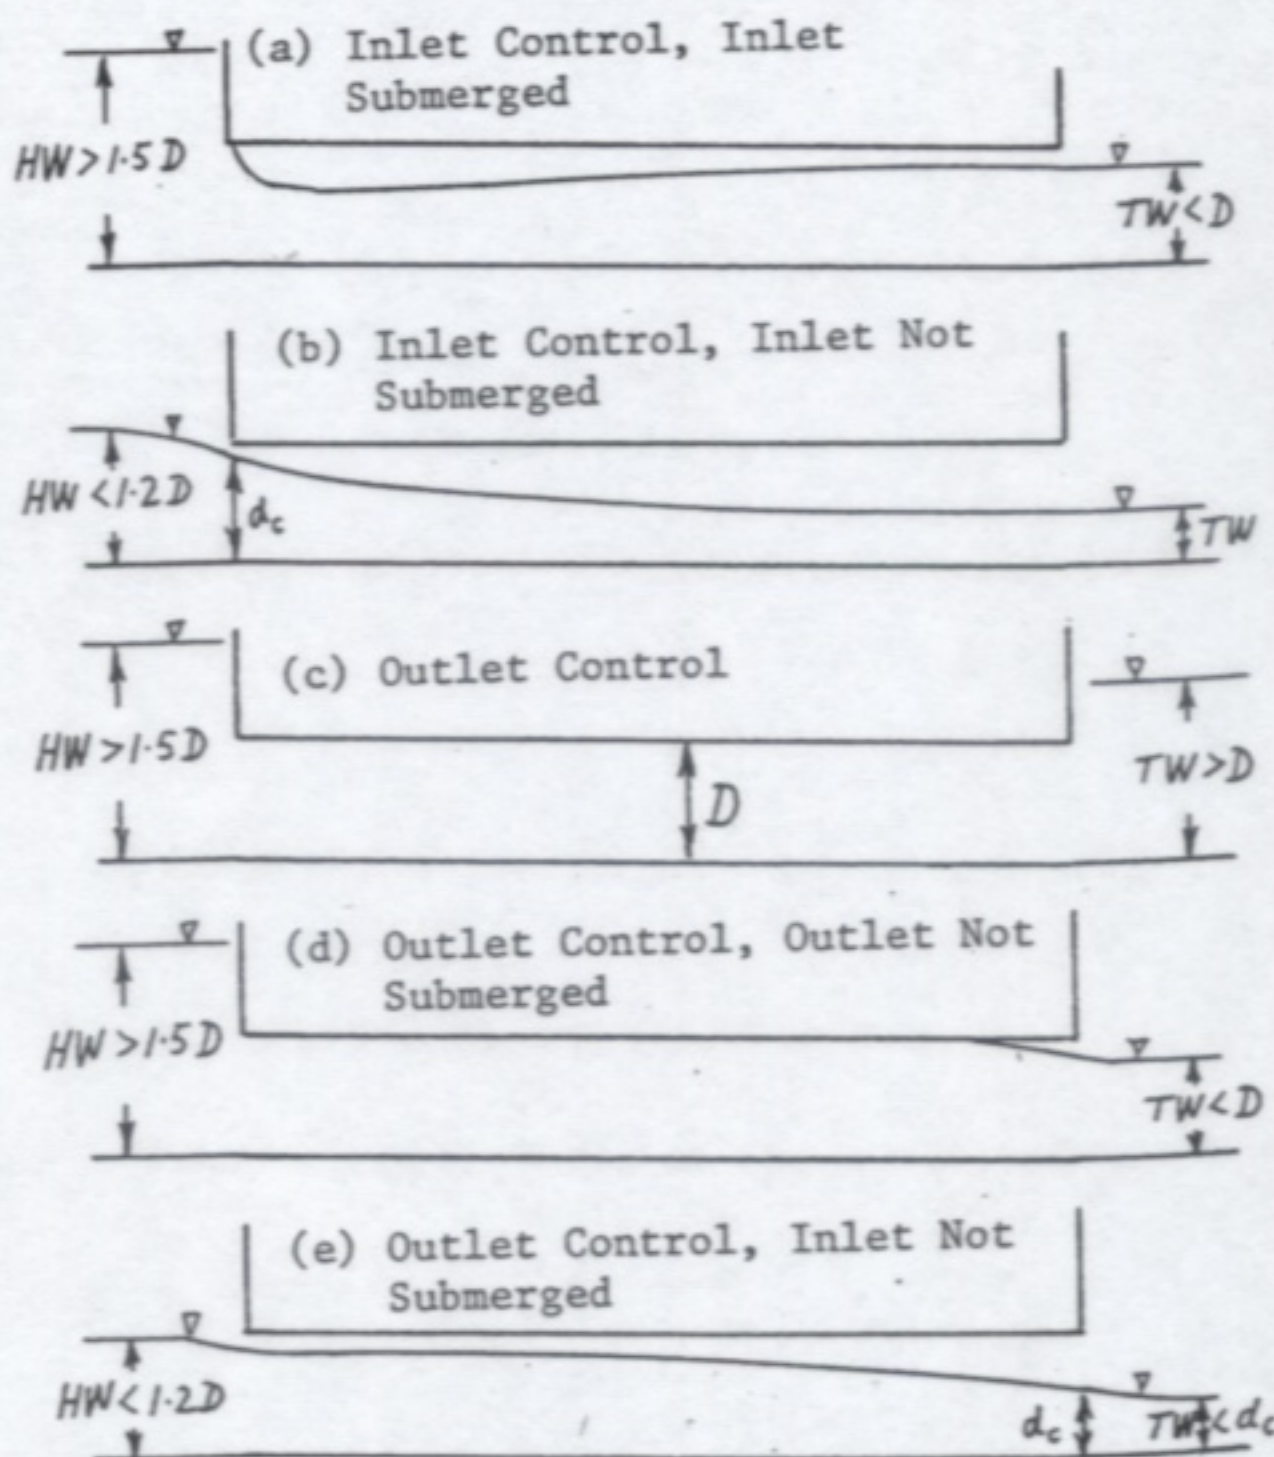 (a) Inlet Control, Inlet
Submerged
HW>1.5D
TW<D
(b) Inlet Control, Inlet Not
Submerged
HW<1.2D
dc
TW
(c) Outlet Control
HW>1.5D
D
TW>D
(d) Outlet Control, Outlet Not
Submerged
HW>1.5D
TW<D
(e) Outlet Control, Inlet Not
Submerged
HW<1.2D
dc
TW<dc